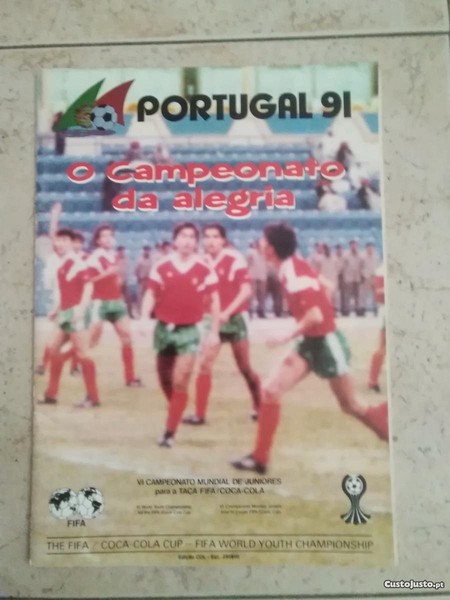 PORTUGAL 91
O Campeonato
da alegria
VI CAMPEONATO MUNDIAL DE JUNIORES
para a TAÇA FIFA/COCA-COLA
FIFA
THE FIFA / COCA-COLA CUP - FIFA WORLD YOUTH CHAMPIONSHIP
CustoJusto.pt